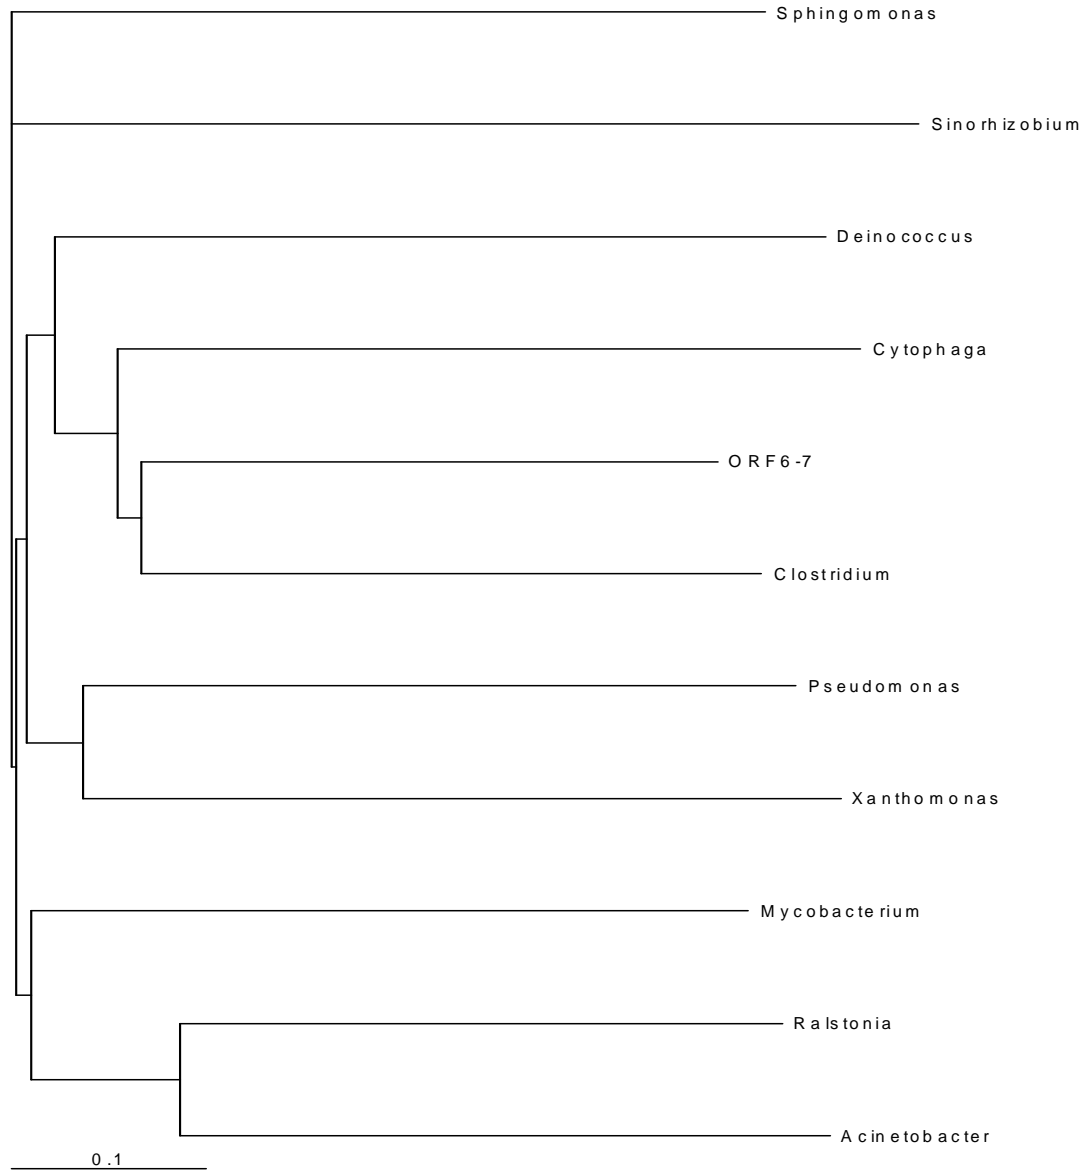 Sphingomonas
Sinorhizobium
Deinococcus
Cytophaga
ORF6-7
Clostridium
Pseudomonas
Xanthomonas
Mycobacterium
Ralstonia
Acinetobacter
0.1